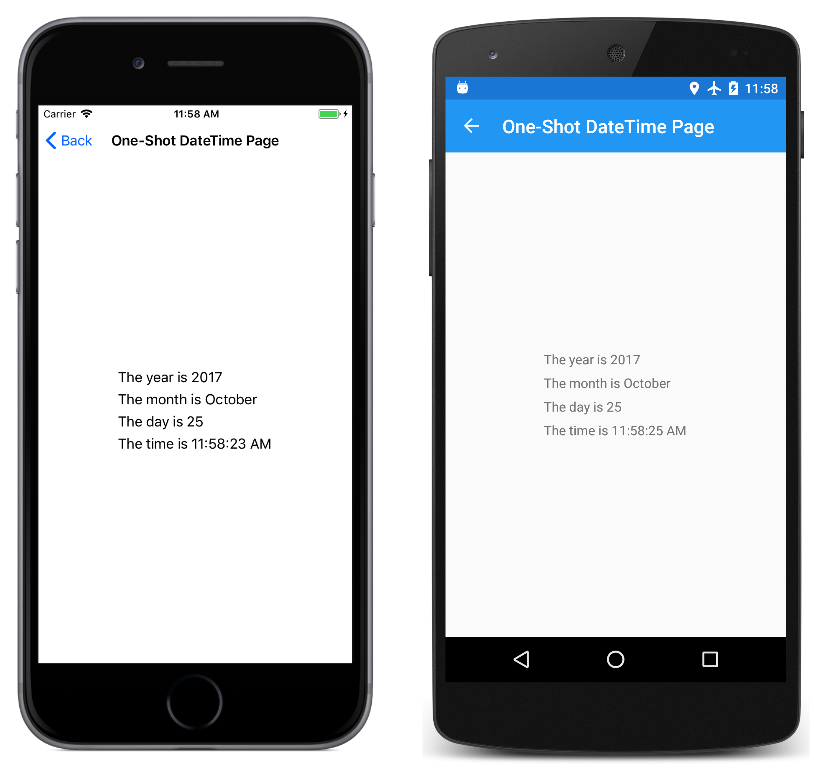 Carrier 11:58 AM
Back One-Shot DateTime Page
The year is 2017
The month is October
The day is 25
The time is 11:58:23 AM
11:58
One-Shot DateTime Page
The year is 2017
The month is October
The day is 25
The time is 11:58:25 AM